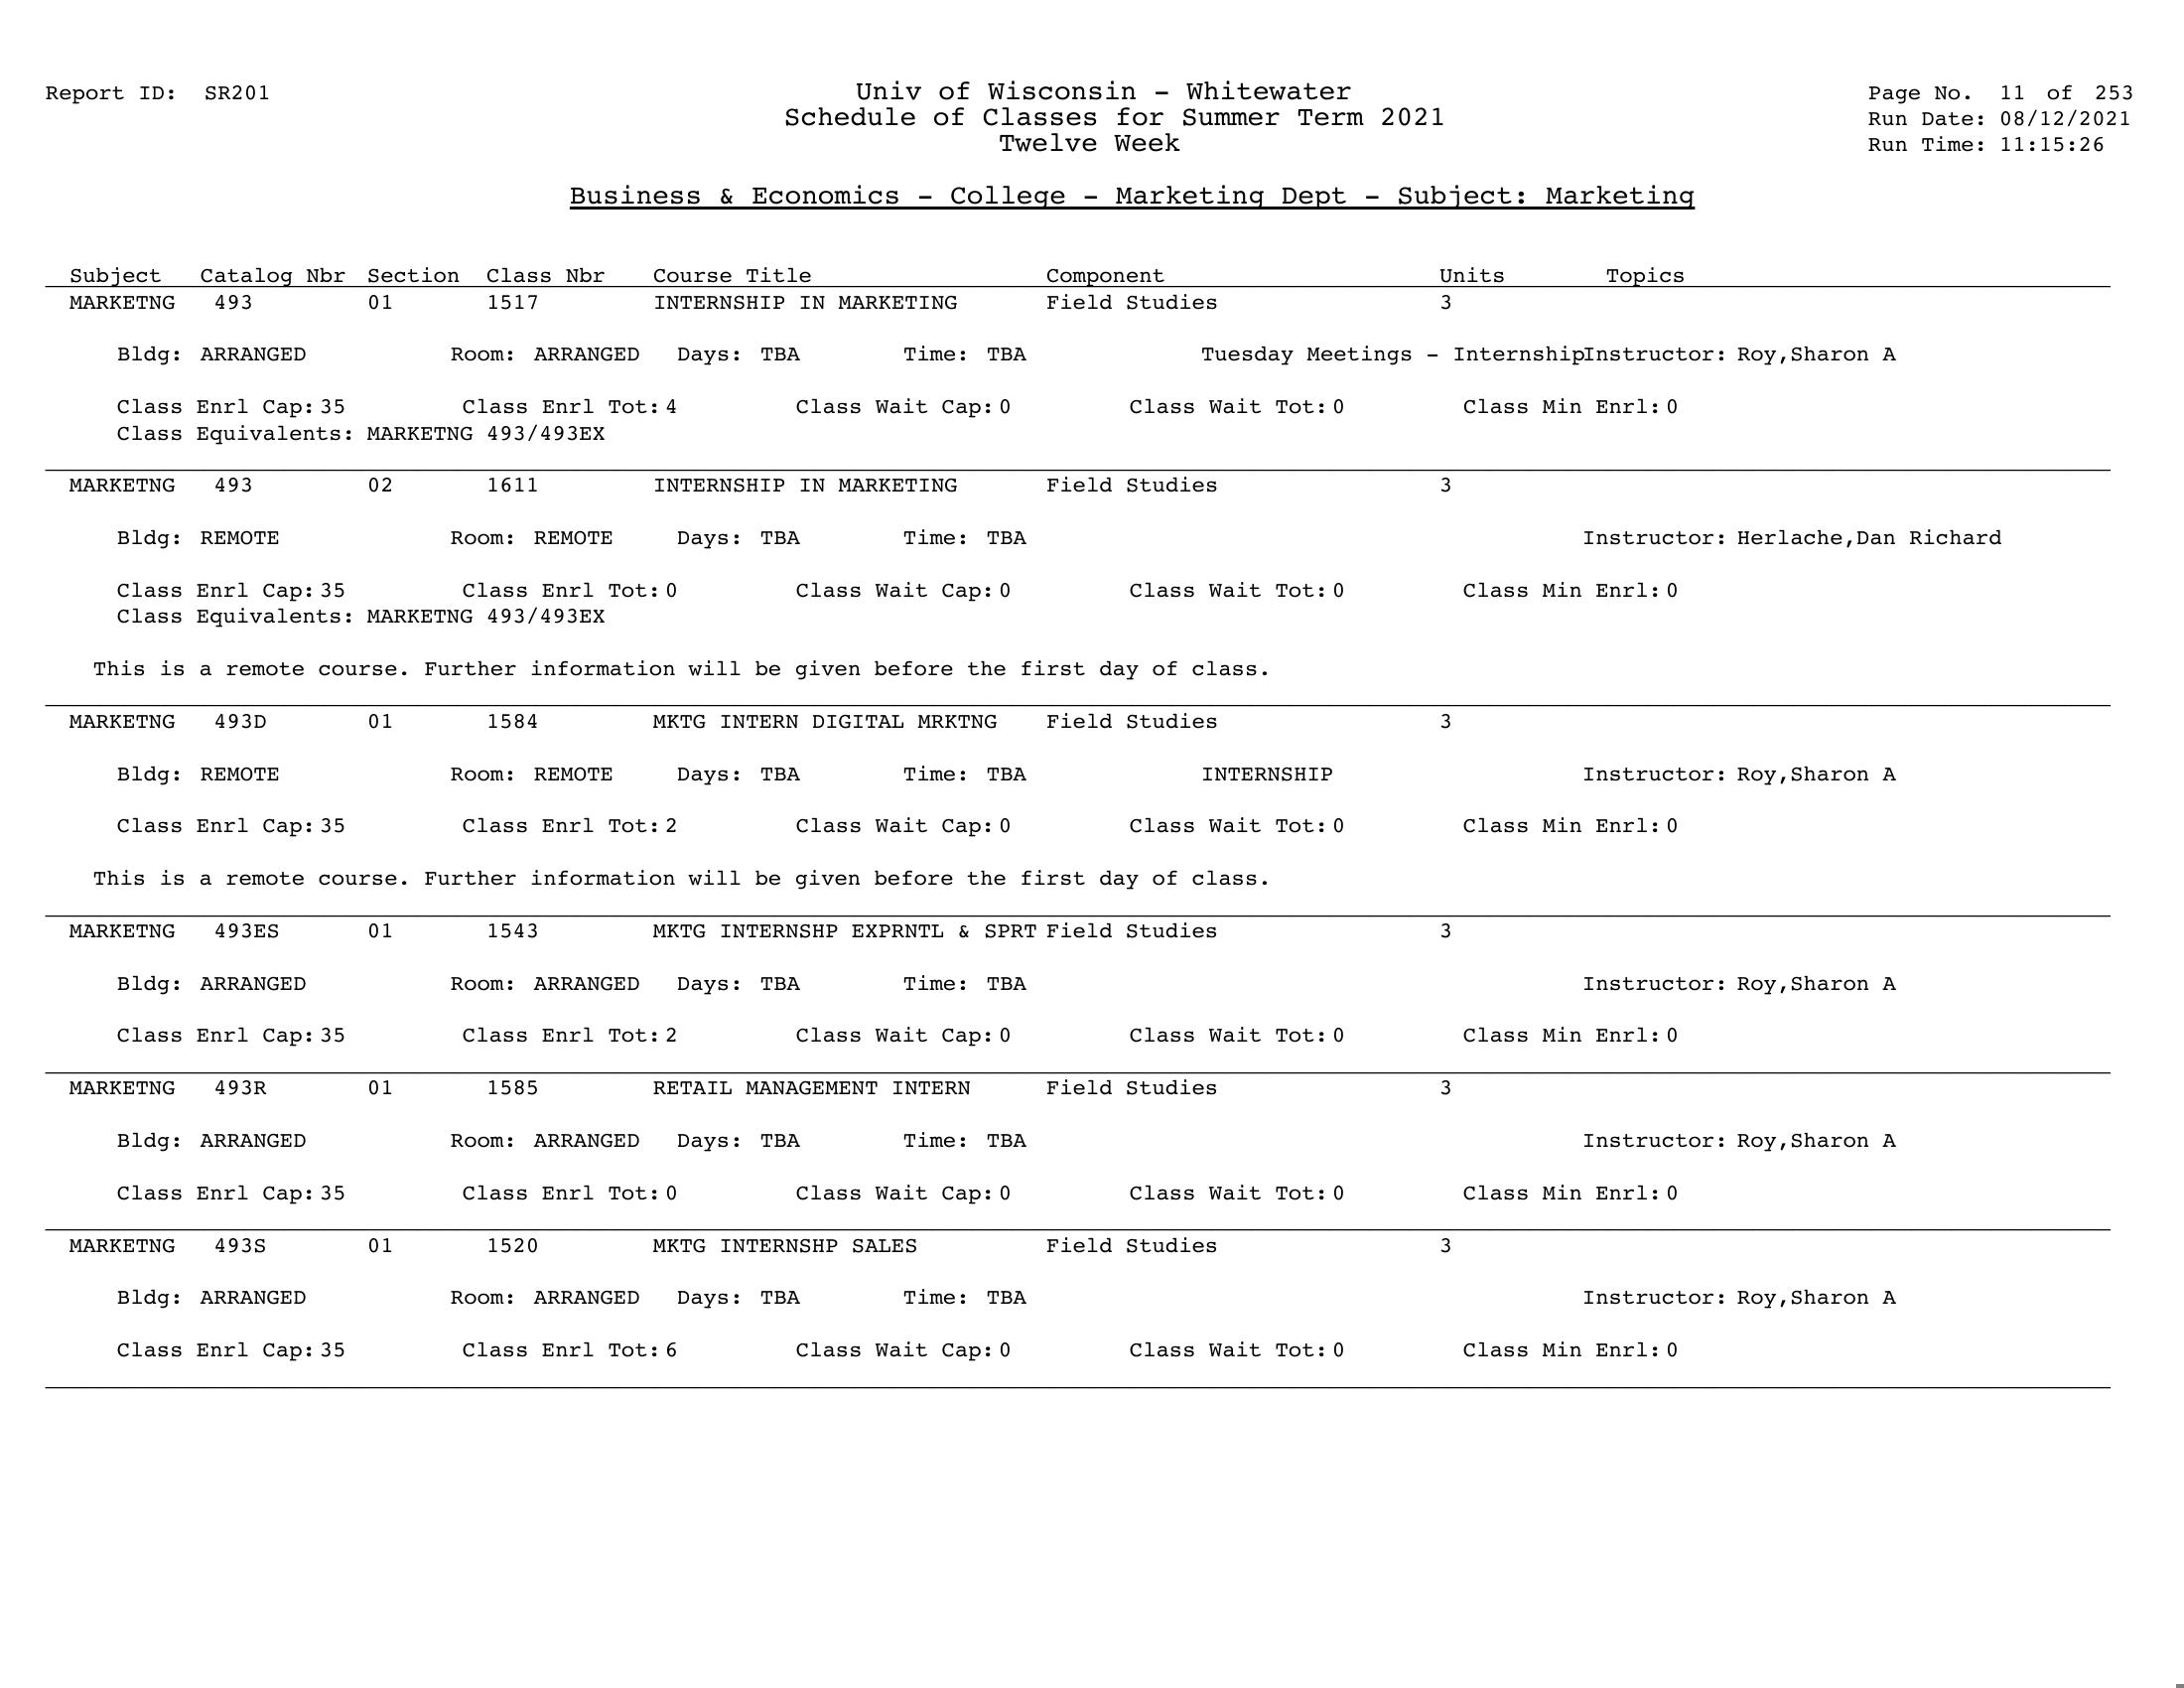 Report ID: SR201 Univ of Wisconsin - Whitewater Page No. 11 of 253
Schedule of Classes for Summer Term 2021 Run Date: 08/12/2021
Twelve Week Run Time: 11:15:26
Business & Economics - College - Marketing Dept - Subject: Marketing
Subject Catalog Nbr Section Class Nbr Course Title Component Units Topics
MARKETNG 493 01 1517 INTERNSHIP IN MARKETING Field Studies 3
Bldg: ARRANGED Room: ARRANGED Days: TBA Time: TBA Tuesday Meetings - InternshipInstructor: Roy,Sharon A
Class Enrl Cap: 35 Class Enrl Tot: 4 Class Wait Cap: 0 Class Wait Tot: 0 Class Min Enrl: 0
Class Equivalents: MARKETNG 493/493EX
MARKETNG 493 02 1611 INTERNSHIP IN MARKETING Field Studies 3
Bldg: REMOTE Room: REMOTE Days: TBA Time: TBA Instructor: Herlache,Dan Richard
Class Enrl Cap: 35 Class Enrl Tot: 0 Class Wait Cap: 0 Class Wait Tot: 0 Class Min Enrl: 0
Class Equivalents: MARKETNG 493/493EX
This is a remote course. Further information will be given before the first day of class.
MARKETNG 493D 01 1584 MKTG INTERN DIGITAL MRKTNG Field Studies 3
Bldg: REMOTE Room: REMOTE Days: TBA Time: TBA INTERNSHIP Instructor: Roy,Sharon A
Class Enrl Cap: 35 Class Enrl Tot: 2 Class Wait Cap: 0 Class Wait Tot: 0 Class Min Enrl: 0
This is a remote course. Further information will be given before the first day of class.
MARKETNG 493ES 01 1543 MKTG INTERNSHP EXPRNTL & SPRT Field Studies 3
Bldg: ARRANGED Room: ARRANGED Days: TBA Time: TBA Instructor: Roy,Sharon A
Class Enrl Cap: 35 Class Enrl Tot: 2 Class Wait Cap: 0 Class Wait Tot: 0 Class Min Enrl: 0
MARKETNG 493R 01 1585 RETAIL MANAGEMENT INTERN Field Studies 3
Bldg: ARRANGED Room: ARRANGED Days: TBA Time: TBA Instructor: Roy,Sharon A
Class Enrl Cap: 35 Class Enrl Tot: 0 Class Wait Cap: 0 Class Wait Tot: 0 Class Min Enrl: 0
MARKETNG 493S 01 1520 MKTG INTERNSHP SALES Field Studies 3
Bldg: ARRANGED Room: ARRANGED Days: TBA Time: TBA Instructor: Roy,Sharon A
Class Enrl Cap: 35 Class Enrl Tot: 6 Class Wait Cap: 0 Class Wait Tot: 0 Class Min Enrl: 0